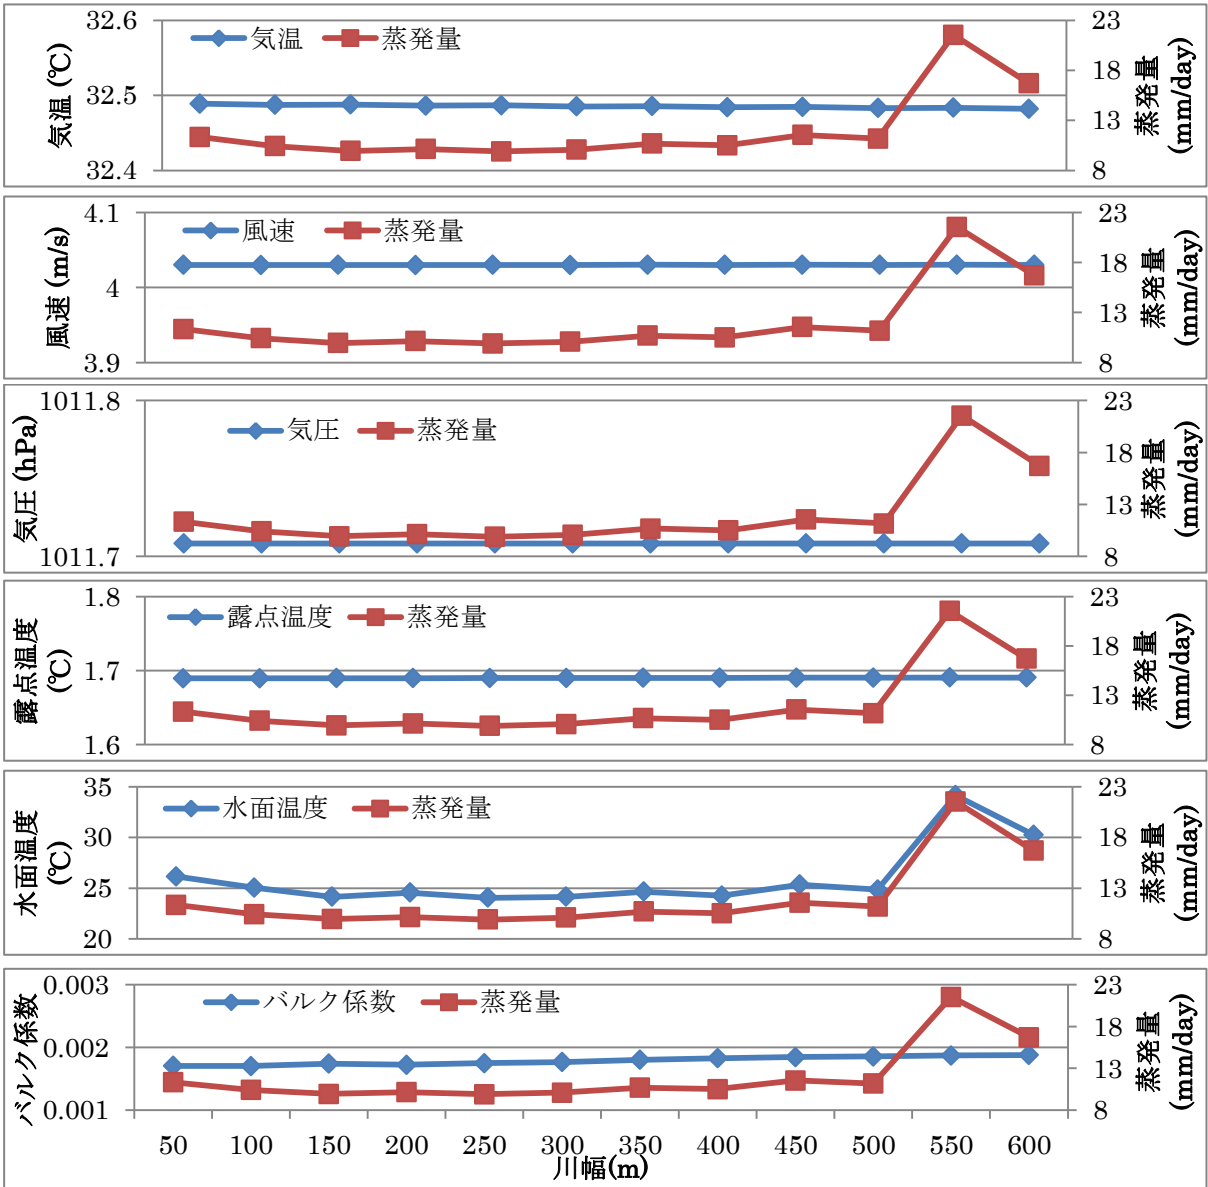 気温 蒸発量
気温 (℃)
32.6
32.5
32.4
23
18
13
8
蒸発量
(mm/day)
風速 蒸発量
風速 (m/s)
4.1
4
3.9
23
18
13
8
蒸発量
(mm/day)
気圧 蒸発量
気圧 (hPa)
1011.8
1011.7
23
18
13
8
蒸発量
(mm/day)
露点温度 蒸発量
露点温度
(℃)
1.8
1.7
1.6
23
18
13
8
蒸発量
(mm/day)
水面温度 蒸発量
水面温度
(℃)
35
30
25
20
23
18
13
8
蒸発量
(mm/day)
バルク係数 蒸発量
バルク係数
0.003
0.002
0.001
23
18
13
8
蒸発量
(mm/day)
50 100 150 200 250 300 350 400 450 500 550 600
川幅(m)